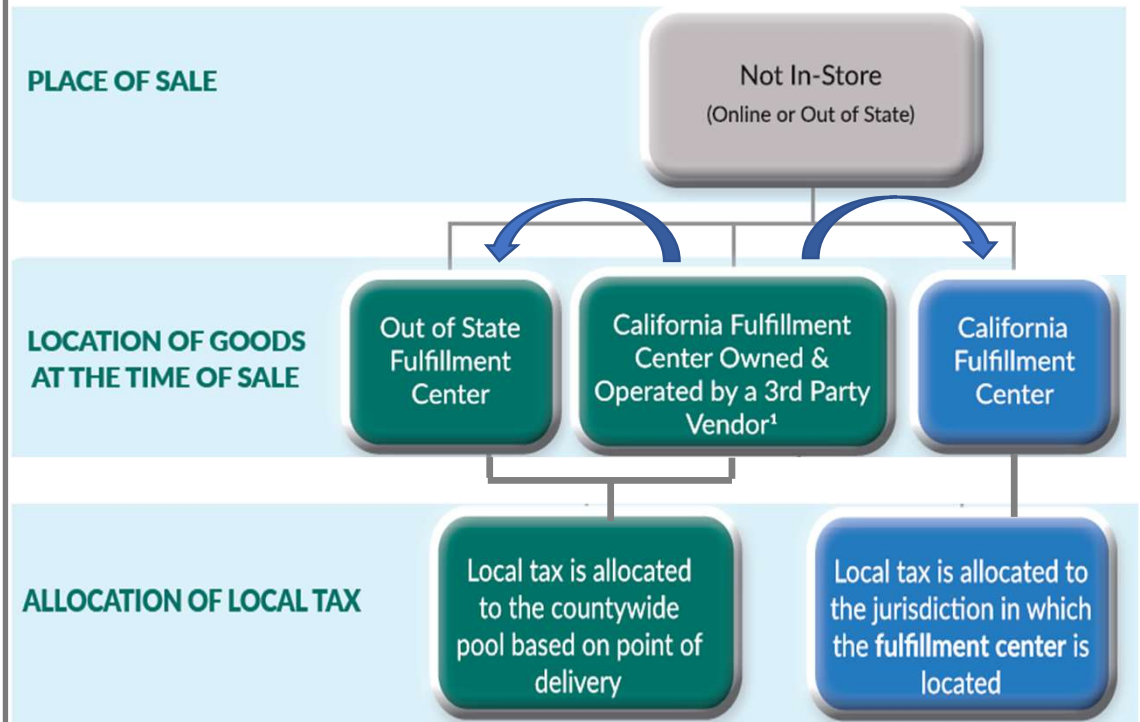 PLACE OF SALE
Not In-Store
(Online or Out of State)
LOCATION OF GOODS
AT THE TIME OF SALE
Out of State
Fulfillment
Center
California Fulfillment
Center Owned &
Operated by a 3rd Party
Vendor¹
California
Fulfillment
Center
ALLOCATION OF LOCAL TAX
Local tax is allocated
to the countywide
pool based on point of
delivery
Local tax is allocated to
the jurisdiction in which
the fulfillment center is
located